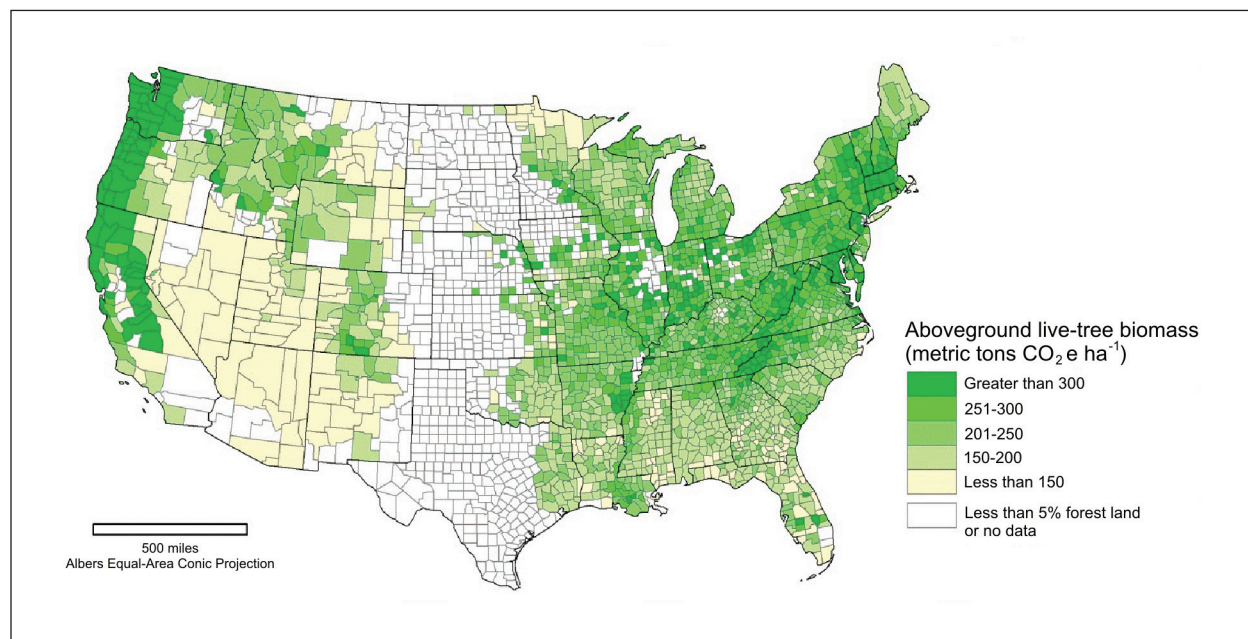 Aboveground live-tree biomass
(metric tons CO₂ e ha⁻¹)
Greater than 300
251-300
201-250
150-200
Less than 150
Less than 5% forest land
or no data
500 miles
Albers Equal-Area Conic Projection